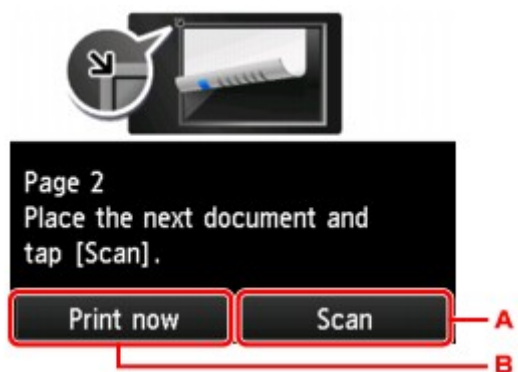 Page 2
Place the next document and
tap [Scan].
Print now Scan A
B